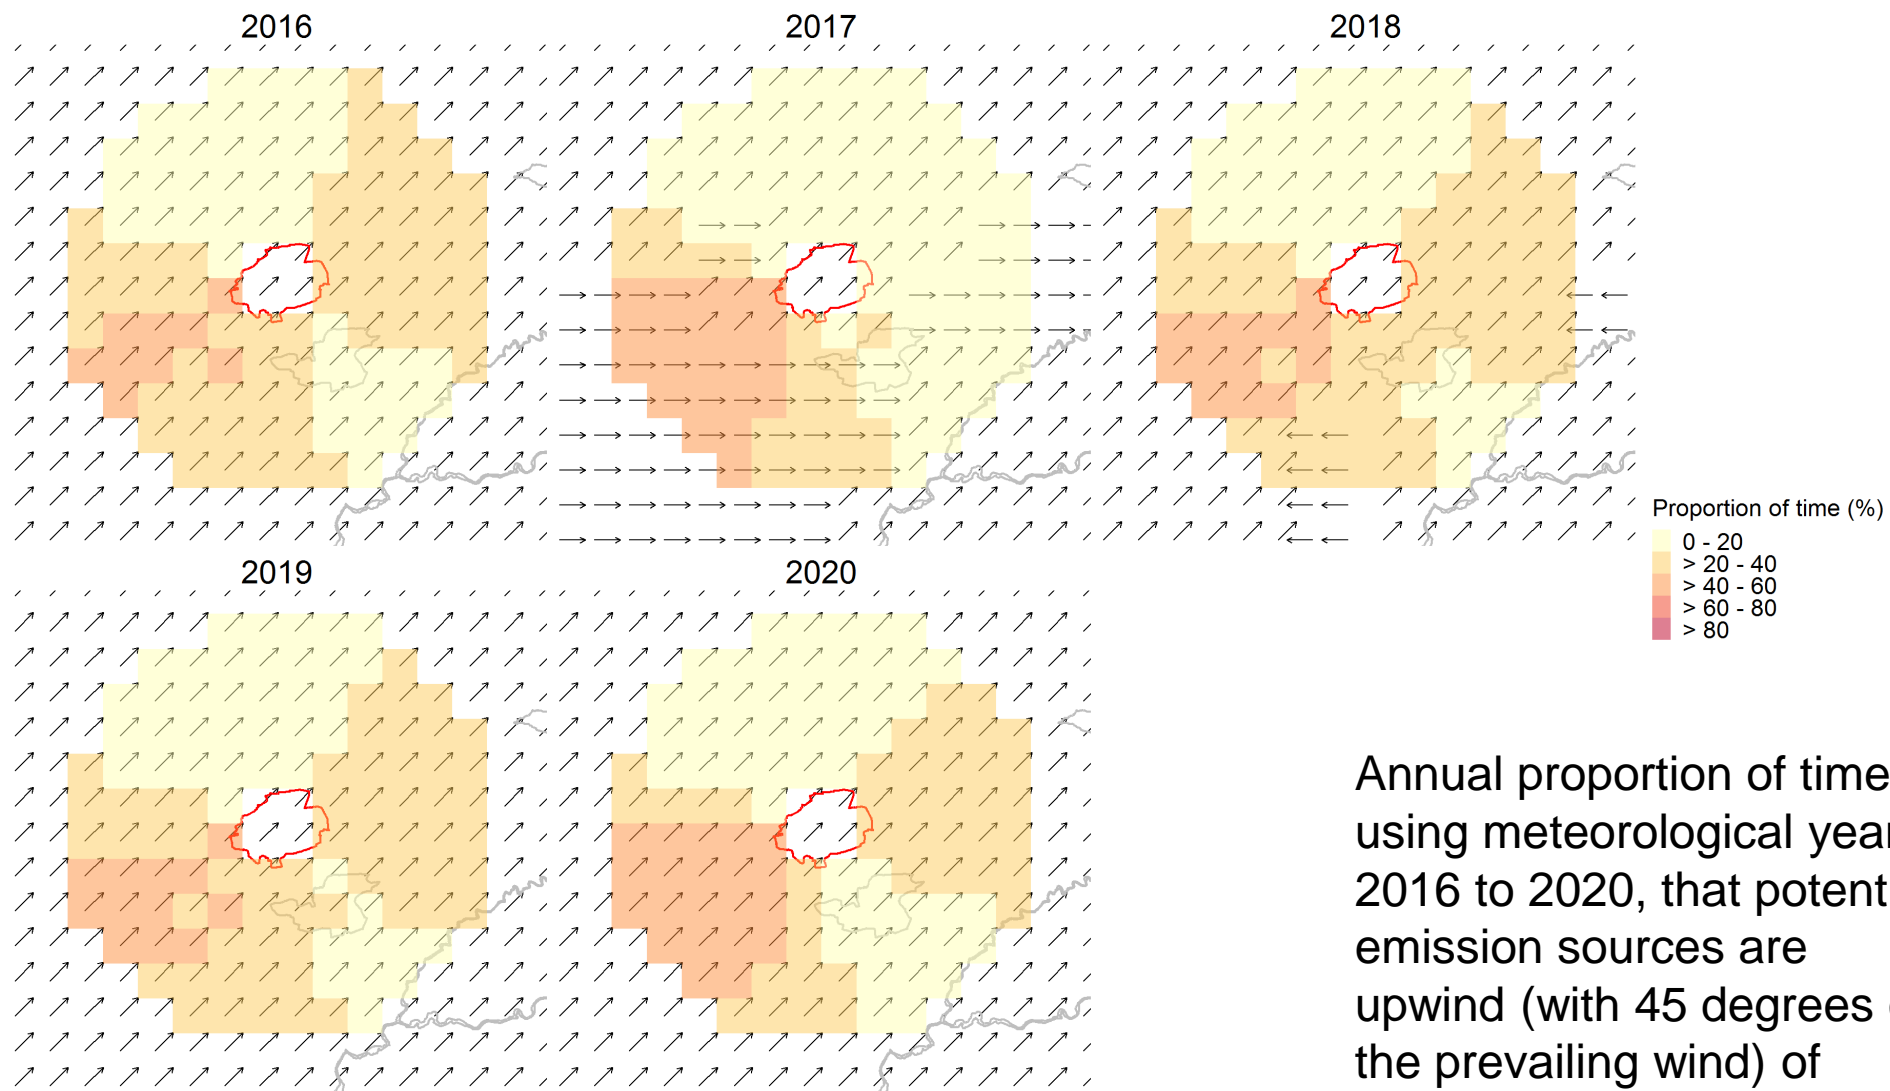 2016
2017
2018
2019
2020
Proportion of time (%)
0 - 20
> 20 - 40
> 40 - 60
> 60 - 80
> 80
Annual proportion of time
using meteorological year
2016 to 2020, that potent
emission sources are
upwind (with 45 degrees
the prevailing wind) of